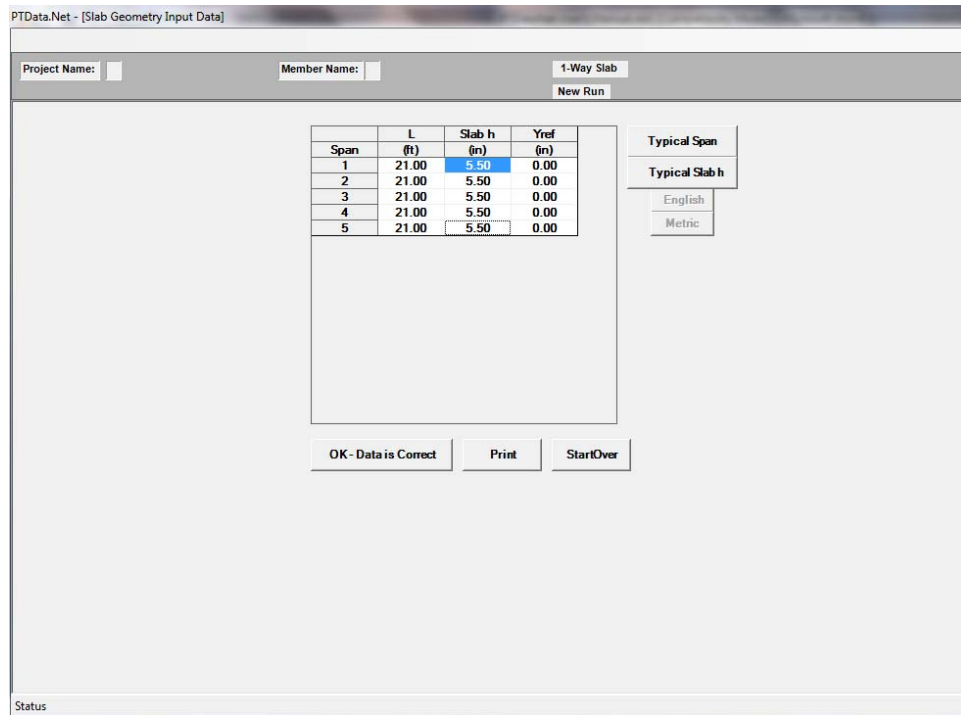 PTData.Net - [Slab Geometry Input Data]
Project Name: Member Name: 1-Way Slab
New Run
L Slab h Yref
Span (ft) (in) (in)
1 21.00 5.50 0.00
2 21.00 5.50 0.00
3 21.00 5.50 0.00
4 21.00 5.50 0.00
5 21.00 5.50 0.00
Typical Span
Typical Slab h
English
Metric
OK - Data is Correct Print StartOver
Status